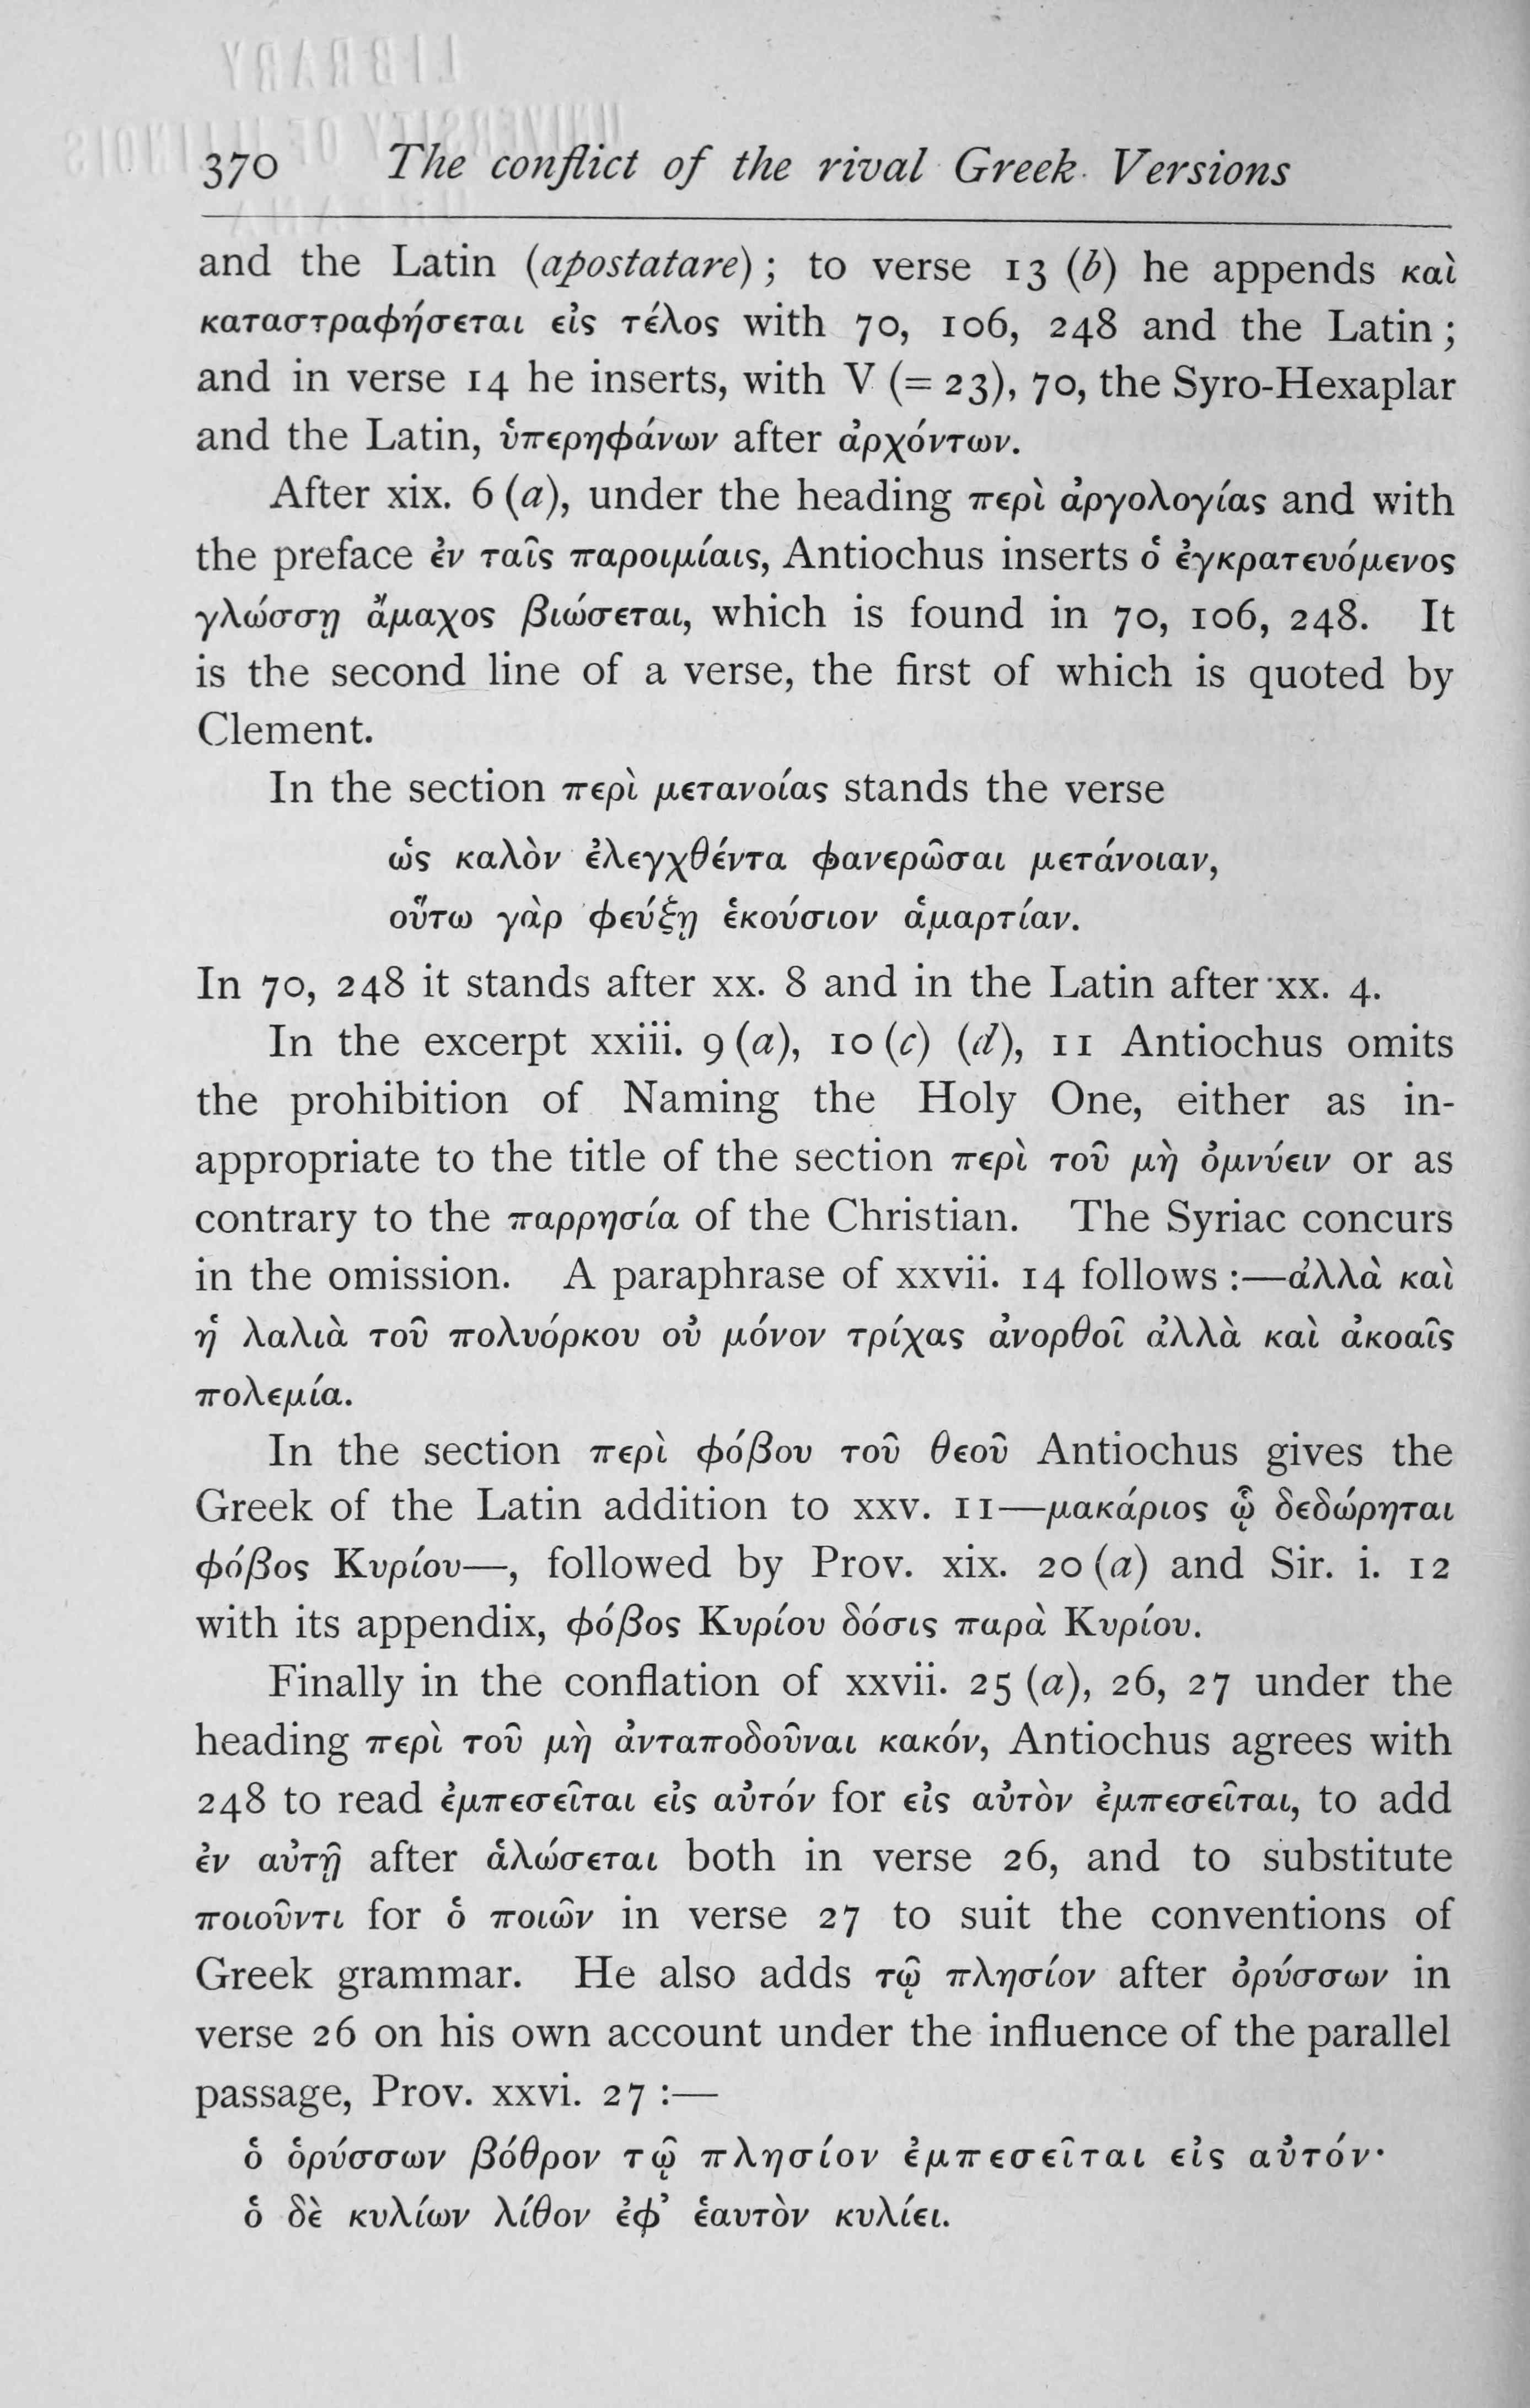 LIBRARY
UNIVERSITY OF ILLINOIS
370 The conflict of the rival Greek Versions
and the Latin (apostatare) ; to verse 13 (b) he appends καὶ
καταστραφήσεται εἰς τέλος with 70, 106, 248 and the Latin ;
and in verse 14 he inserts, with V (= 23), 70, the Syro-Hexaplar
and the Latin, ὑπερηφάνων after ἀρχόντων.
After xix. 6 (a), under the heading περὶ ἀργολογίας and with
the preface ἐν ταῖς παροιμίαις, Antiochus inserts ὁ ἐγκρατευόμενος
γλώσσῃ ἄμαχος βιώσεται, which is found in 70, 106, 248. It
is the second line of a verse, the first of which is quoted by
Clement.
In the section περὶ μετανοίας stands the verse
ὡς καλὸν ἐλεγχθέντα φανερῶσαι μετάνοιαν,
οὕτω γὰρ φεύξῃ ἑκούσιον ἁμαρτίαν.
In 70, 248 it stands after xx. 8 and in the Latin after xx. 4.
In the excerpt xxiii. 9 (a), 10 (c) (d), 11 Antiochus omits
the prohibition of Naming the Holy One, either as in-
appropriate to the title of the section περὶ τοῦ μὴ ὀμνύειν or as
contrary to the παρρησία of the Christian. The Syriac concurs
in the omission. A paraphrase of xxvii. 14 follows :—ἀλλὰ καὶ
ἡ λαλιὰ τοῦ πολυόρκου οὐ μόνον τρίχας ἀνορθοῖ ἀλλὰ καὶ ἀκοαῖς
πολεμία.
In the section περὶ φόβου τοῦ θεοῦ Antiochus gives the
Greek of the Latin addition to xxv. 11—μακάριος ᾧ δεδώρηται
φόβος Κυρίου—, followed by Prov. xix. 20 (a) and Sir. i. 12
with its appendix, φόβος Κυρίου δόσις παρὰ Κυρίου.
Finally in the conflation of xxvii. 25 (a), 26, 27 under the
heading περὶ τοῦ μὴ ἀνταποδοῦναι κακόν, Antiochus agrees with
248 to read ἐμπεσεῖται εἰς αὐτόν for εἰς αὐτὸν ἐμπεσεῖται, to add
ἐν αὐτῇ after ἁλώσεται both in verse 26, and to substitute
ποιοῦντι for ὁ ποιῶν in verse 27 to suit the conventions of
Greek grammar. He also adds τῷ πλησίον after ὀρύσσων in
verse 26 on his own account under the influence of the parallel
passage, Prov. xxvi. 27 :—
ὁ ὁρύσσων βόθρον τῷ πλησίον ἐμπεσεῖται εἰς αὐτόν·
ὁ δὲ κυλίων λίθον ἐφ’ ἑαυτὸν κυλίει.